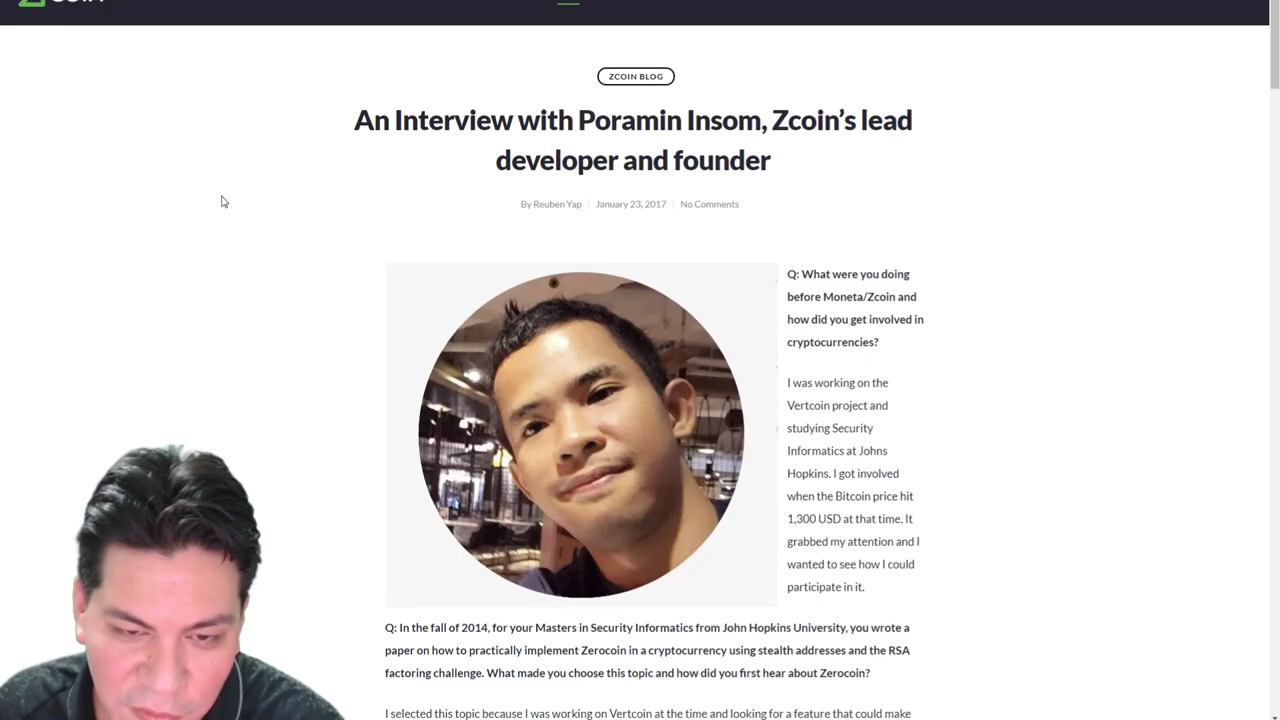 ZCOIN BLOG
An Interview with Poramin Insom, Zcoin’s lead
developer and founder
By Reuben Yap | January 23, 2017 | No Comments
Q: What were you doing
before Moneta/Zcoin and
how did you get involved in
cryptocurrencies?
I was working on the
Vertcoin project and
studying Security
Informatics at Johns
Hopkins. I got involved
when the Bitcoin price hit
1,300 USD at that time. It
grabbed my attention and I
wanted to see how I could
participate in it.
Q: In the fall of 2014, for your Masters in Security Informatics from John Hopkins University, you wrote a
paper on how to practically implement Zerocoin in a cryptocurrency using stealth addresses and the RSA
factoring challenge. What made you choose this topic and how did you first hear about Zerocoin?
I selected this topic because I was working on Vertcoin at the time and looking for a feature that could make